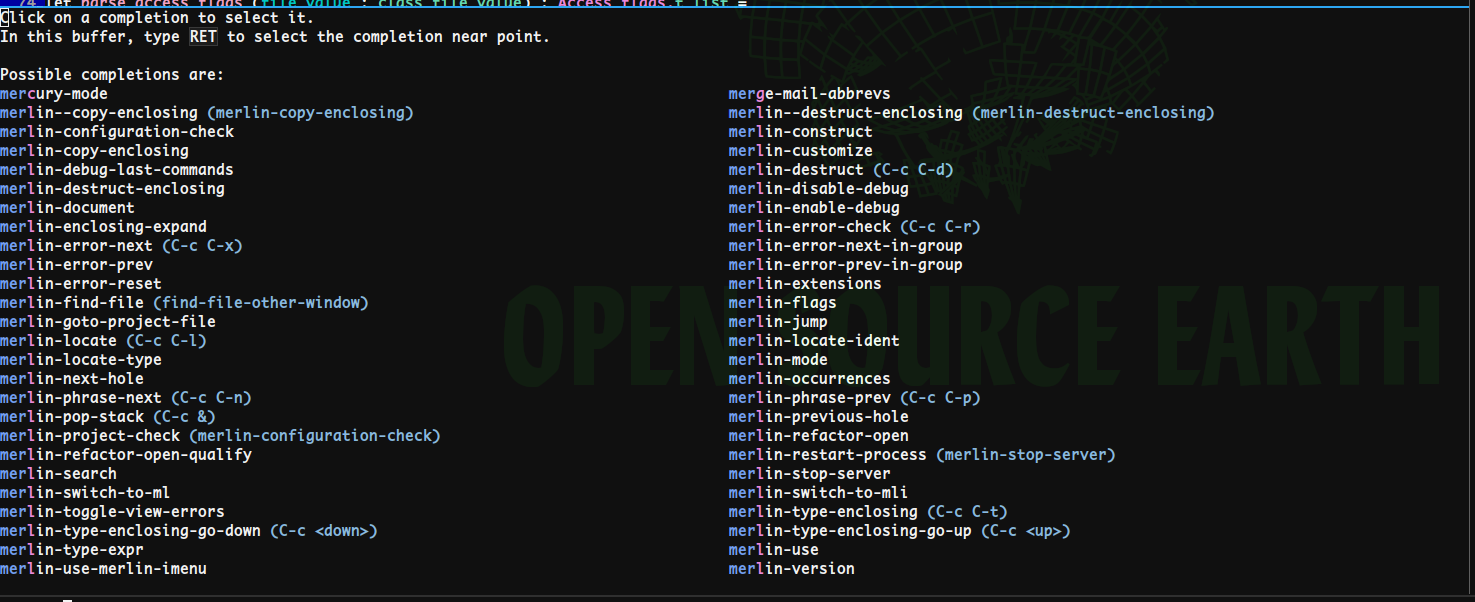 74 let parse_access_flags (file_value : class_file_value) : Access_flags.t list =
Click on a completion to select it.
In this buffer, type RET to select the completion near point.
Possible completions are:
mercury-mode merge-mail-abbrevs
merlin--copy-enclosing (merlin-copy-enclosing) merlin--destruct-enclosing (merlin-destruct-enclosing)
merlin-configuration-check merlin-construct
merlin-copy-enclosing merlin-customize
merlin-debug-last-commands merlin-destruct (C-c C-d)
merlin-destruct-enclosing merlin-disable-debug
merlin-document merlin-enable-debug
merlin-enclosing-expand merlin-error-check (C-c C-r)
merlin-error-next (C-c C-x) merlin-error-next-in-group
merlin-error-prev merlin-error-prev-in-group
merlin-error-reset merlin-extensions
merlin-find-file (find-file-other-window) merlin-flags
merlin-goto-project-file merlin-jump
merlin-locate (C-c C-l) merlin-locate-ident
merlin-locate-type merlin-mode
merlin-next-hole merlin-occurrences
merlin-phrase-next (C-c C-n) merlin-phrase-prev (C-c C-p)
merlin-pop-stack (C-c &) merlin-previous-hole
merlin-project-check (merlin-configuration-check) merlin-refactor-open
merlin-refactor-open-qualify merlin-restart-process (merlin-stop-server)
merlin-search merlin-stop-server
merlin-switch-to-ml merlin-switch-to-mli
merlin-toggle-view-errors merlin-type-enclosing (C-c C-t)
merlin-type-enclosing-go-down (C-c <down>) merlin-type-enclosing-go-up (C-c <up>)
merlin-type-expr merlin-use
merlin-use-merlin-imenu merlin-version
OPEN SOURCE EARTH